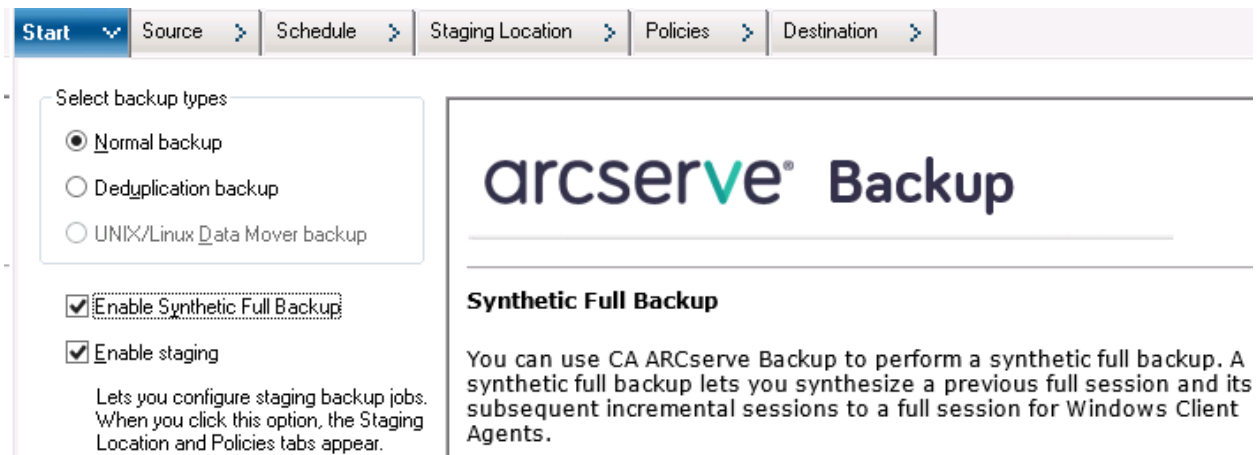 Start
Source
Schedule
Staging Location
Policies
Destination
Select backup types
Normal backup
Deduplication backup
UNIX/Linux Data Mover backup
Enable Synthetic Full Backup
Enable staging
Lets you configure staging backup jobs.
When you click this option, the Staging
Location and Policies tabs appear.
arcserve® Backup
Synthetic Full Backup
You can use CA ARCserve Backup to perform a synthetic full backup. A
synthetic full backup lets you synthesize a previous full session and its
subsequent incremental sessions to a full session for Windows Client
Agents.